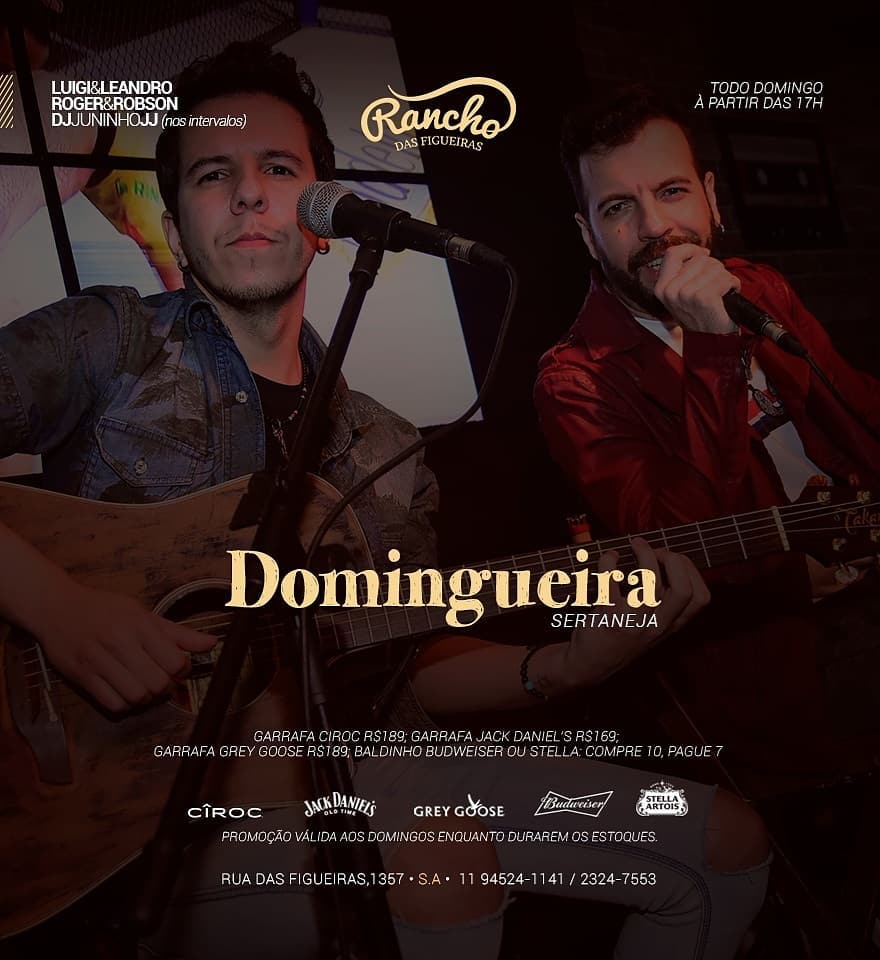 LUIGI&LEANDRO
ROGER&ROBSON
DJJUNINHOJJ (nos intervalos)
Rancho
DAS FIGUEIRAS
TODO DOMINGO
À PARTIR DAS 17H
Domingueira
SERTANEJA
GARRAFA CIROC R$189; GARRAFA JACK DANIEL'S R$169;
GARRAFA GREY GOOSE R$189; BALDINHO BUDWEISER OU STELLA: COMPRE 10, PAGUE 7
CÎROC
JACK DANIEL'S
OLD TIME
GREY GOOSE
Budweiser
STELLA
ARTOIS
PROMOÇÃO VÁLIDA AOS DOMINGOS ENQUANTO DURAREM OS ESTOQUES.
RUA DAS FIGUEIRAS,1357 • S.A • 11 94524-1141 / 2324-7553